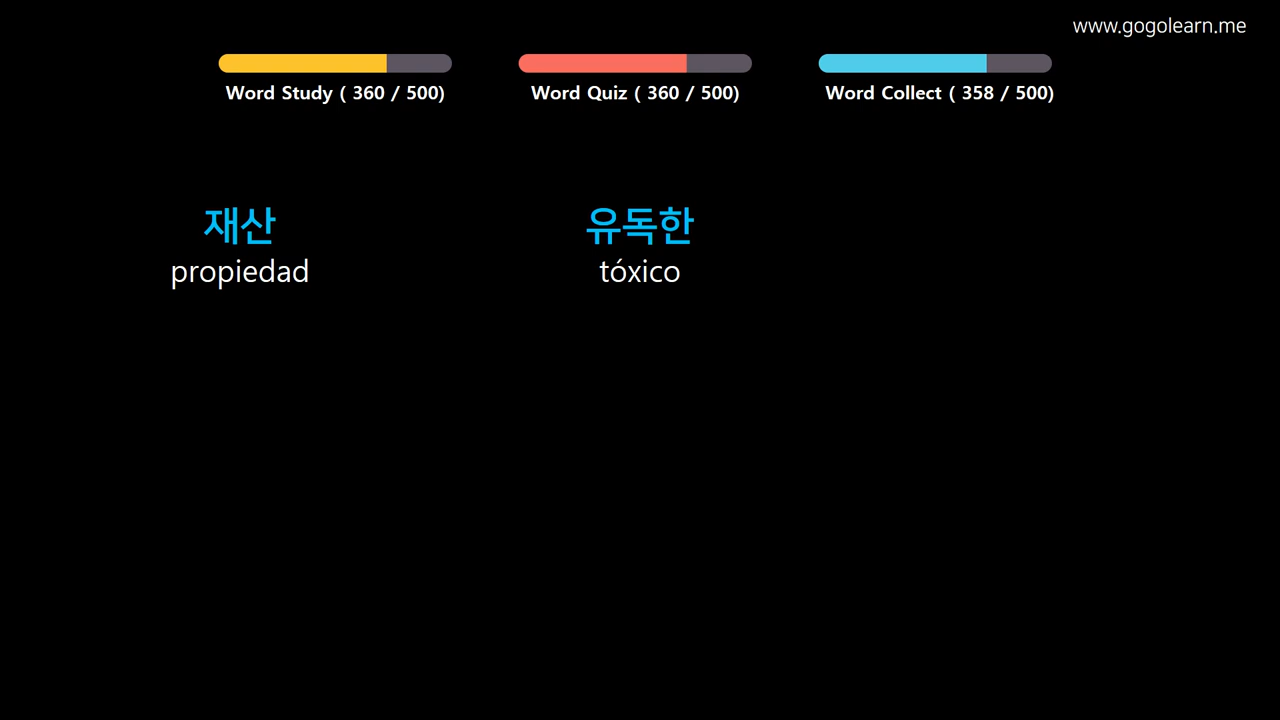 www.gogolearn.me
Word Study ( 360 / 500)
Word Quiz ( 360 / 500)
Word Collect ( 358 / 500)
재산
propiedad
유독한
tóxico